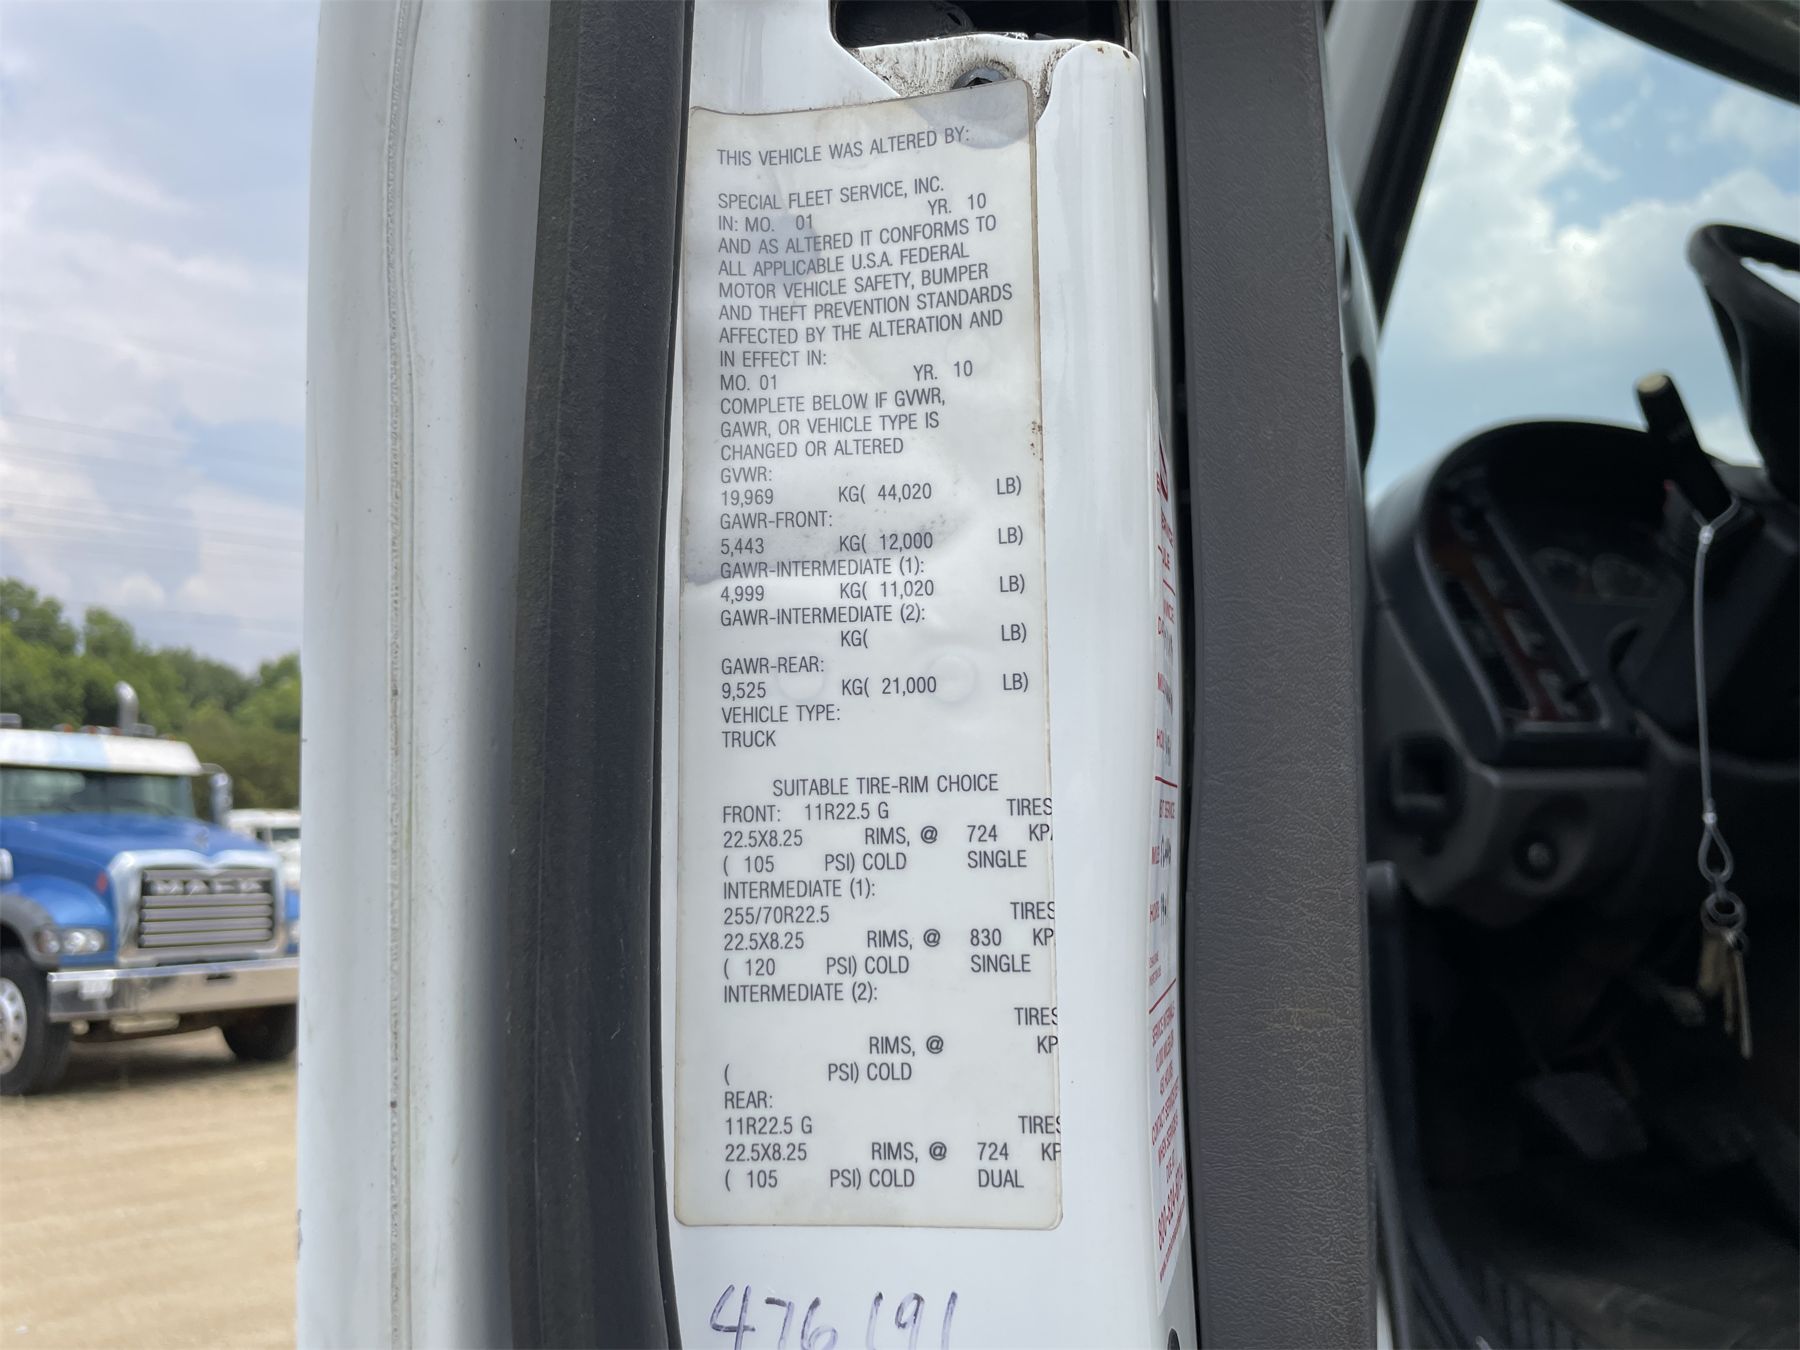 THIS VEHICLE WAS ALTERED BY:
SPECIAL FLEET SERVICE, INC.
IN: MO. 01 YR. 10
AND AS ALTERED IT CONFORMS TO
ALL APPLICABLE U.S.A. FEDERAL
MOTOR VEHICLE SAFETY, BUMPER
AND THEFT PREVENTION STANDARDS
AFFECTED BY THE ALTERATION AND
IN EFFECT IN:
MO. 01 YR. 10
COMPLETE BELOW IF GVWR,
GAWR, OR VEHICLE TYPE IS
CHANGED OR ALTERED
GVWR:
19,969 KG( 44,020 LB)
GAWR-FRONT:
5,443 KG( 12,000 LB)
GAWR-INTERMEDIATE (1):
4,999 KG( 11,020 LB)
GAWR-INTERMEDIATE (2):
KG( LB)
GAWR-REAR:
9,525 KG( 21,000 LB)
VEHICLE TYPE:
TRUCK
SUITABLE TIRE-RIM CHOICE
FRONT: 11R22.5 G TIRES
22.5X8.25 RIMS, @ 724 KP
( 105 PSI) COLD SINGLE
INTERMEDIATE (1):
255/70R22.5 TIRES
22.5X8.25 RIMS, @ 830 KP
( 120 PSI) COLD SINGLE
INTERMEDIATE (2):
TIRES
RIMS, @ KP
( PSI) COLD
REAR:
11R22.5 G TIRES
22.5X8.25 RIMS, @ 724 KP
( 105 PSI) COLD DUAL
476191
MACK